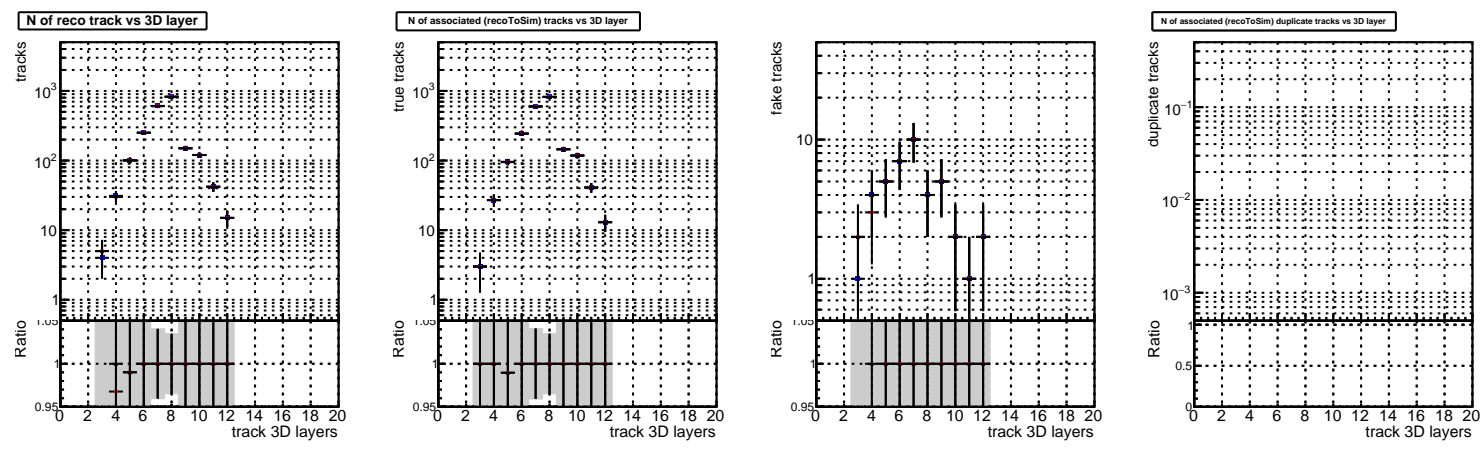 N of reco track vs 3D layer
tracks
10³
10²
10
1
Ratio
1.05
1
0.95
0 2 4 6 8 10 12 14 16 18 20
track 3D layers
N of associated (recoToSim) tracks vs 3D layer
true tracks
10³
10²
10
1
Ratio
1.05
1
0.95
0 2 4 6 8 10 12 14 16 18 20
track 3D layers
fake tracks
10
1
Ratio
1.05
1
0.95
0 2 4 6 8 10 12 14 16 18 20
track 3D layers
N of associated (recoToSim) duplicate tracks vs 3D layer
duplicate tracks
10⁻¹
10⁻²
10⁻³
Ratio
1
0.5
0
0 2 4 6 8 10 12 14 16 18 20
track 3D layers